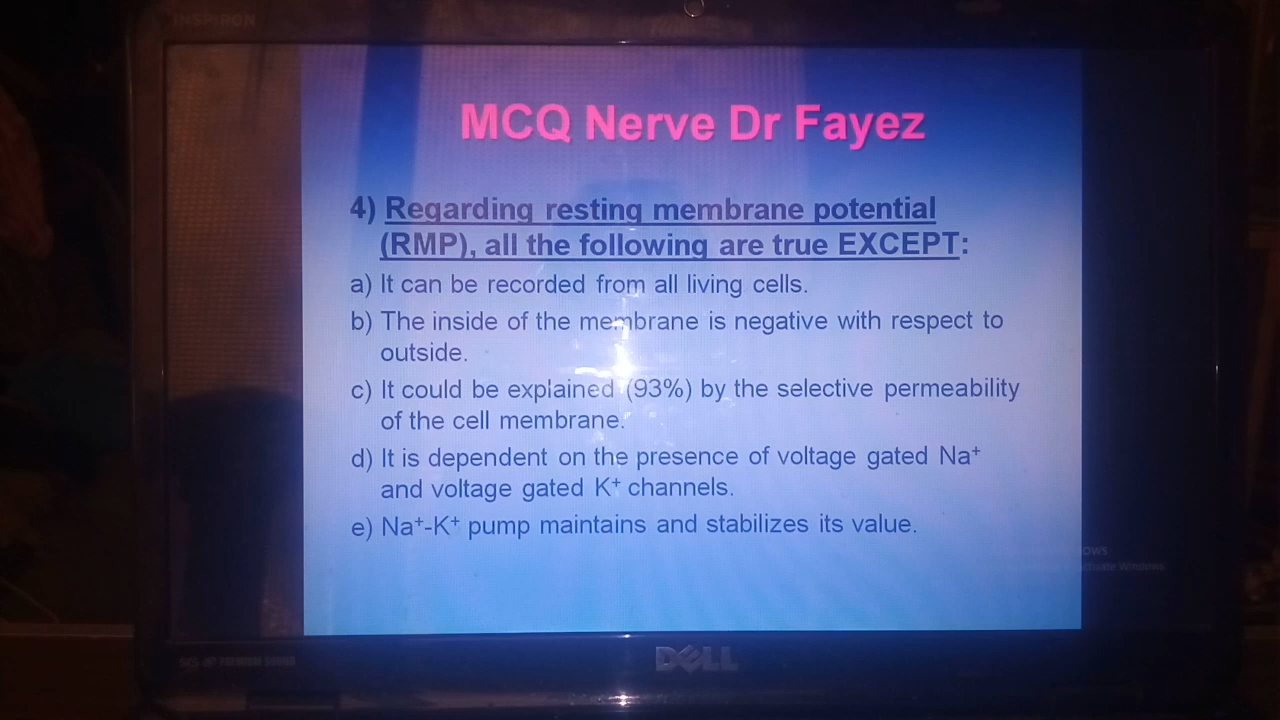 INSPIRON
MCQ Nerve Dr Fayez
4) Regarding resting membrane potential
(RMP), all the following are true EXCEPT:
a) It can be recorded from all living cells.
b) The inside of the membrane is negative with respect to
outside.
c) It could be explained (93%) by the selective permeability
of the cell membrane.
d) It is dependent on the presence of voltage gated Na⁺
and voltage gated K⁺ channels.
e) Na⁺-K⁺ pump maintains and stabilizes its value.
DELL